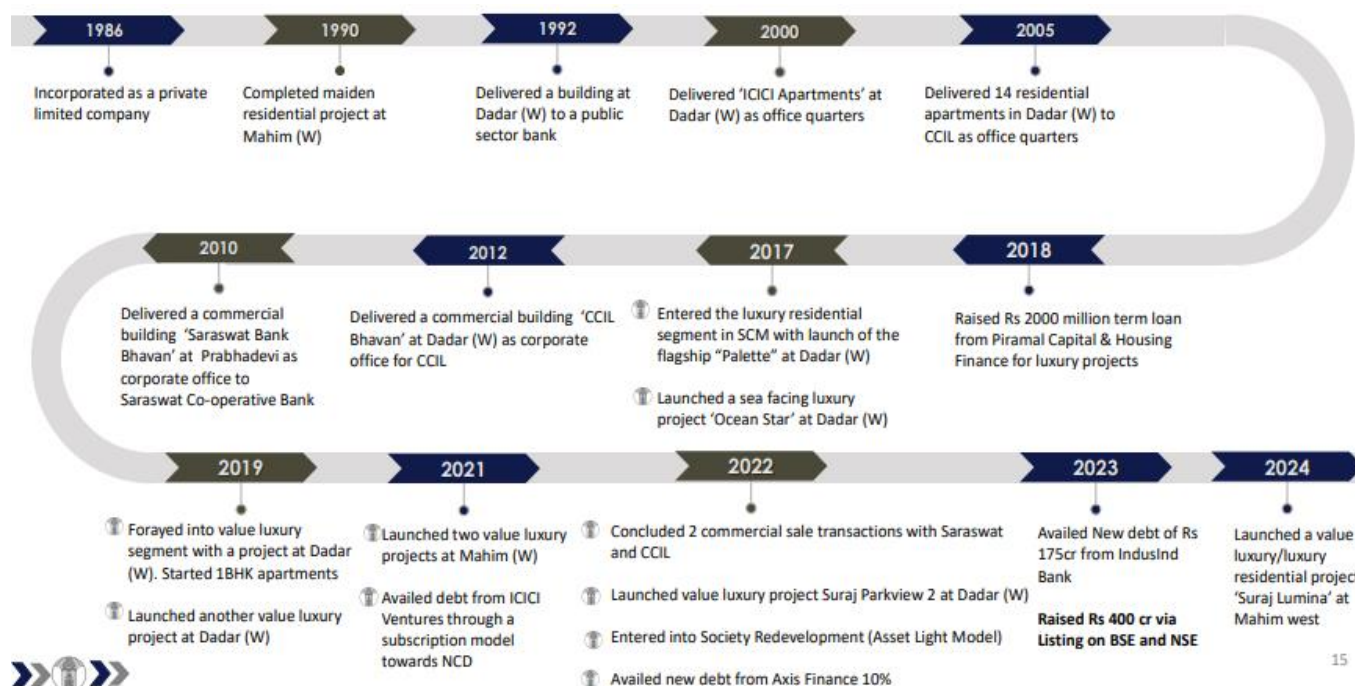 1986
Incorporated as a private
limited company
1990
Completed maiden
residential project at
Mahim (W)
1992
Delivered a building at
Dadar (W) to a public
sector bank
2000
Delivered ‘ICICI Apartments’ at
Dadar (W) as office quarters
2005
Delivered 14 residential
apartments in Dadar (W) to
CCIL as office quarters
2010
Delivered a commercial
building ‘Saraswat Bank
Bhavan’ at Prabhadevi as
corporate office to
Saraswat Co-operative Bank
2012
Delivered a commercial building ‘CCIL
Bhavan’ at Dadar (W) as corporate
office for CCIL
2017
Entered the luxury residential
segment in SCM with launch of the
flagship “Palette” at Dadar (W)
Launched a sea facing luxury
project ‘Ocean Star’ at Dadar (W)
2018
Raised Rs 2000 million term loan
from Piramal Capital & Housing
Finance for luxury projects
2019
Forayed into value luxury
segment with a project at Dadar
(W). Started 1BHK apartments
Launched another value luxury
project at Dadar (W)
2021
Launched two value luxury
projects at Mahim (W)
Availed debt from ICICI
Ventures through a
subscription model
towards NCD
2022
Concluded 2 commercial sale transactions with Saraswat
and CCIL
Launched value luxury project Suraj Parkview 2 at Dadar (W)
Entered into Society Redevelopment (Asset Light Model)
Availed new debt from Axis Finance 10%
2023
Availed New debt of Rs
175cr from IndusInd
Bank
Raised Rs 400 cr via
Listing on BSE and NSE
2024
Launched a value
luxury/luxury
residential project
‘Suraj Lumina’ at
Mahim west
15